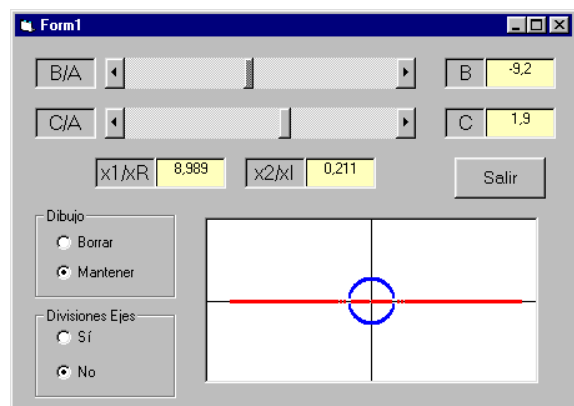 Form1
B/A B -9,2
C/A C 1,9
x1/xR 8,989 x2/xI 0,211 Salir
Dibujo
Borrar
Mantener
Divisiones Ejes
Sí
No